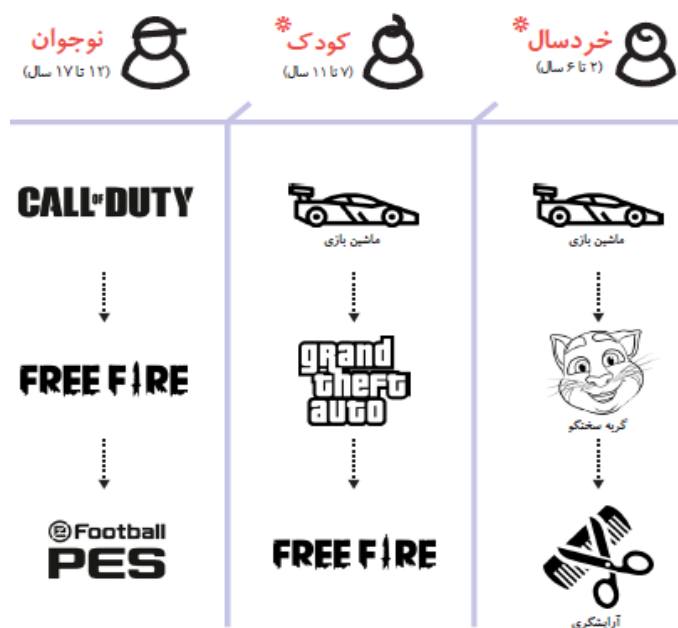 خردسال*
(۲ تا ۶ سال)
ماشین بازی
گربه سخنگو
آرایشگری
کودک*
(۷ تا ۱۱ سال)
ماشین بازی
grand
theft
auto
FREE FIRE
نوجوان
(۱۲ تا ۱۷ سال)
CALL OF DUTY
FREE FIRE
eFootball
PES